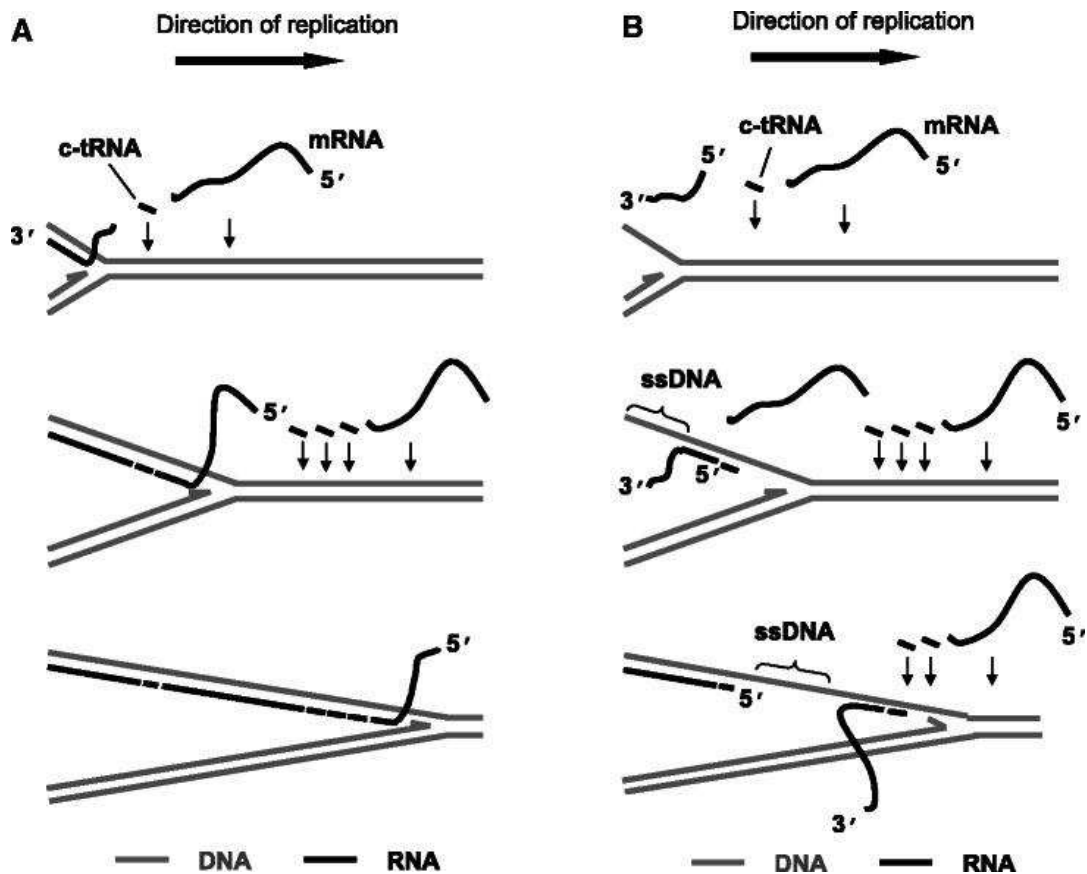 A
Direction of replication
c-tRNA
mRNA
5′
3′
5′
5′
DNA
RNA
B
Direction of replication
c-tRNA
mRNA
5′
5′
3′
ssDNA
5′
3′
5′
ssDNA
5′
5′
3′
DNA
RNA